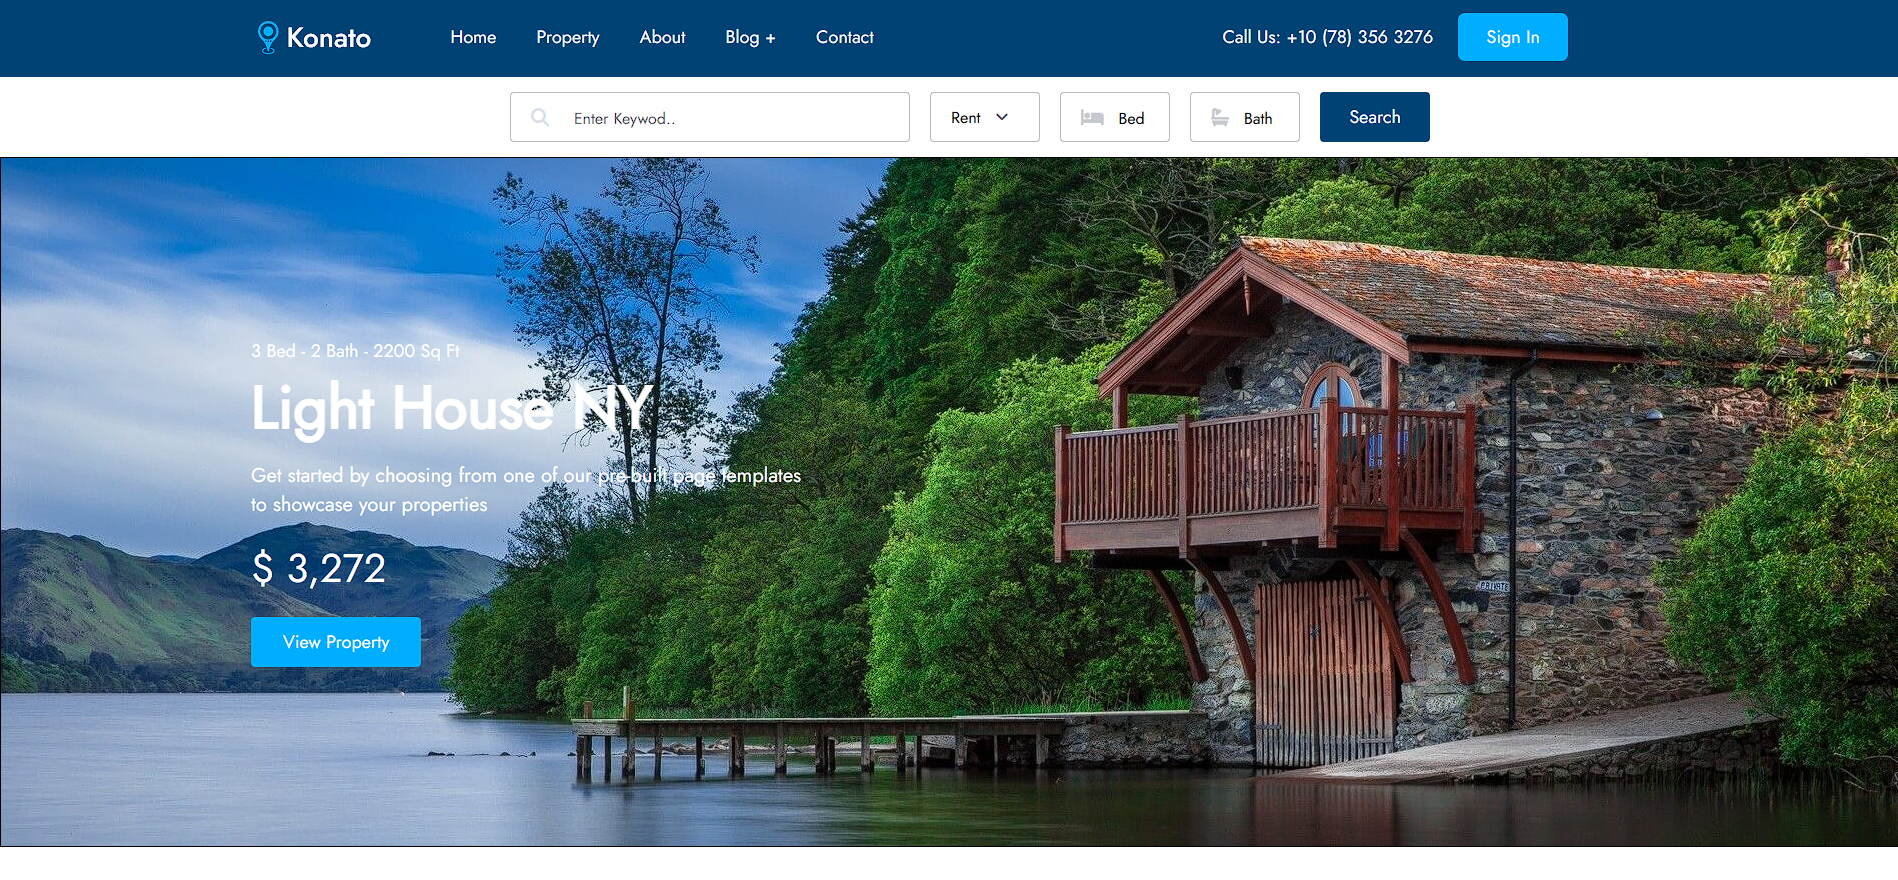 Konato
Home Property About Blog + Contact
Call Us: +10 (78) 356 3276
Sign In
Enter Keywod..
Rent
Bed
Bath
Search
3 Bed - 2 Bath - 2200 Sq Ft
Light House NY
Get started by choosing from one of our pre-built page templates
to showcase your properties
$ 3,272
View Property
PRIVATE